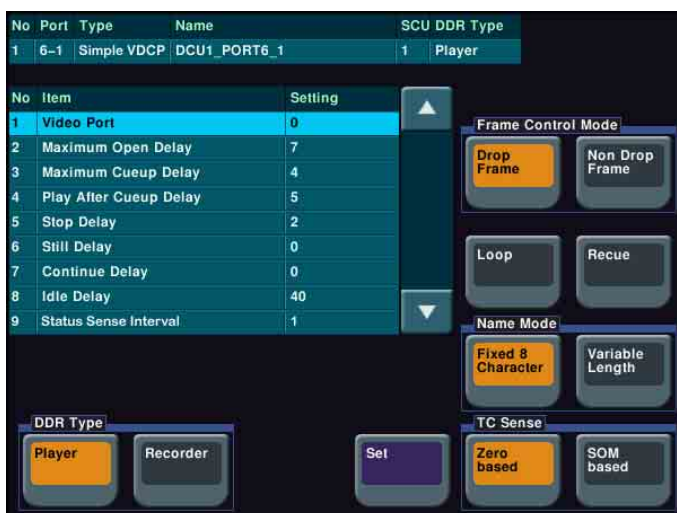 No Port Type Name SCU DDR Type
1 6-1 Simple VDCP DCU1_PORT6_1 1 Player
No Item Setting
1 Video Port 0
2 Maximum Open Delay 7
3 Maximum Cueup Delay 4
4 Play After Cueup Delay 5
5 Stop Delay 2
6 Still Delay 0
7 Continue Delay 0
8 Idle Delay 40
9 Status Sense Interval 1
Frame Control Mode
Drop Frame
Non Drop Frame
Loop
Recue
Name Mode
Fixed 8 Character
Variable Length
DDR Type
Player
Recorder
Set
TC Sense
Zero based
SOM based